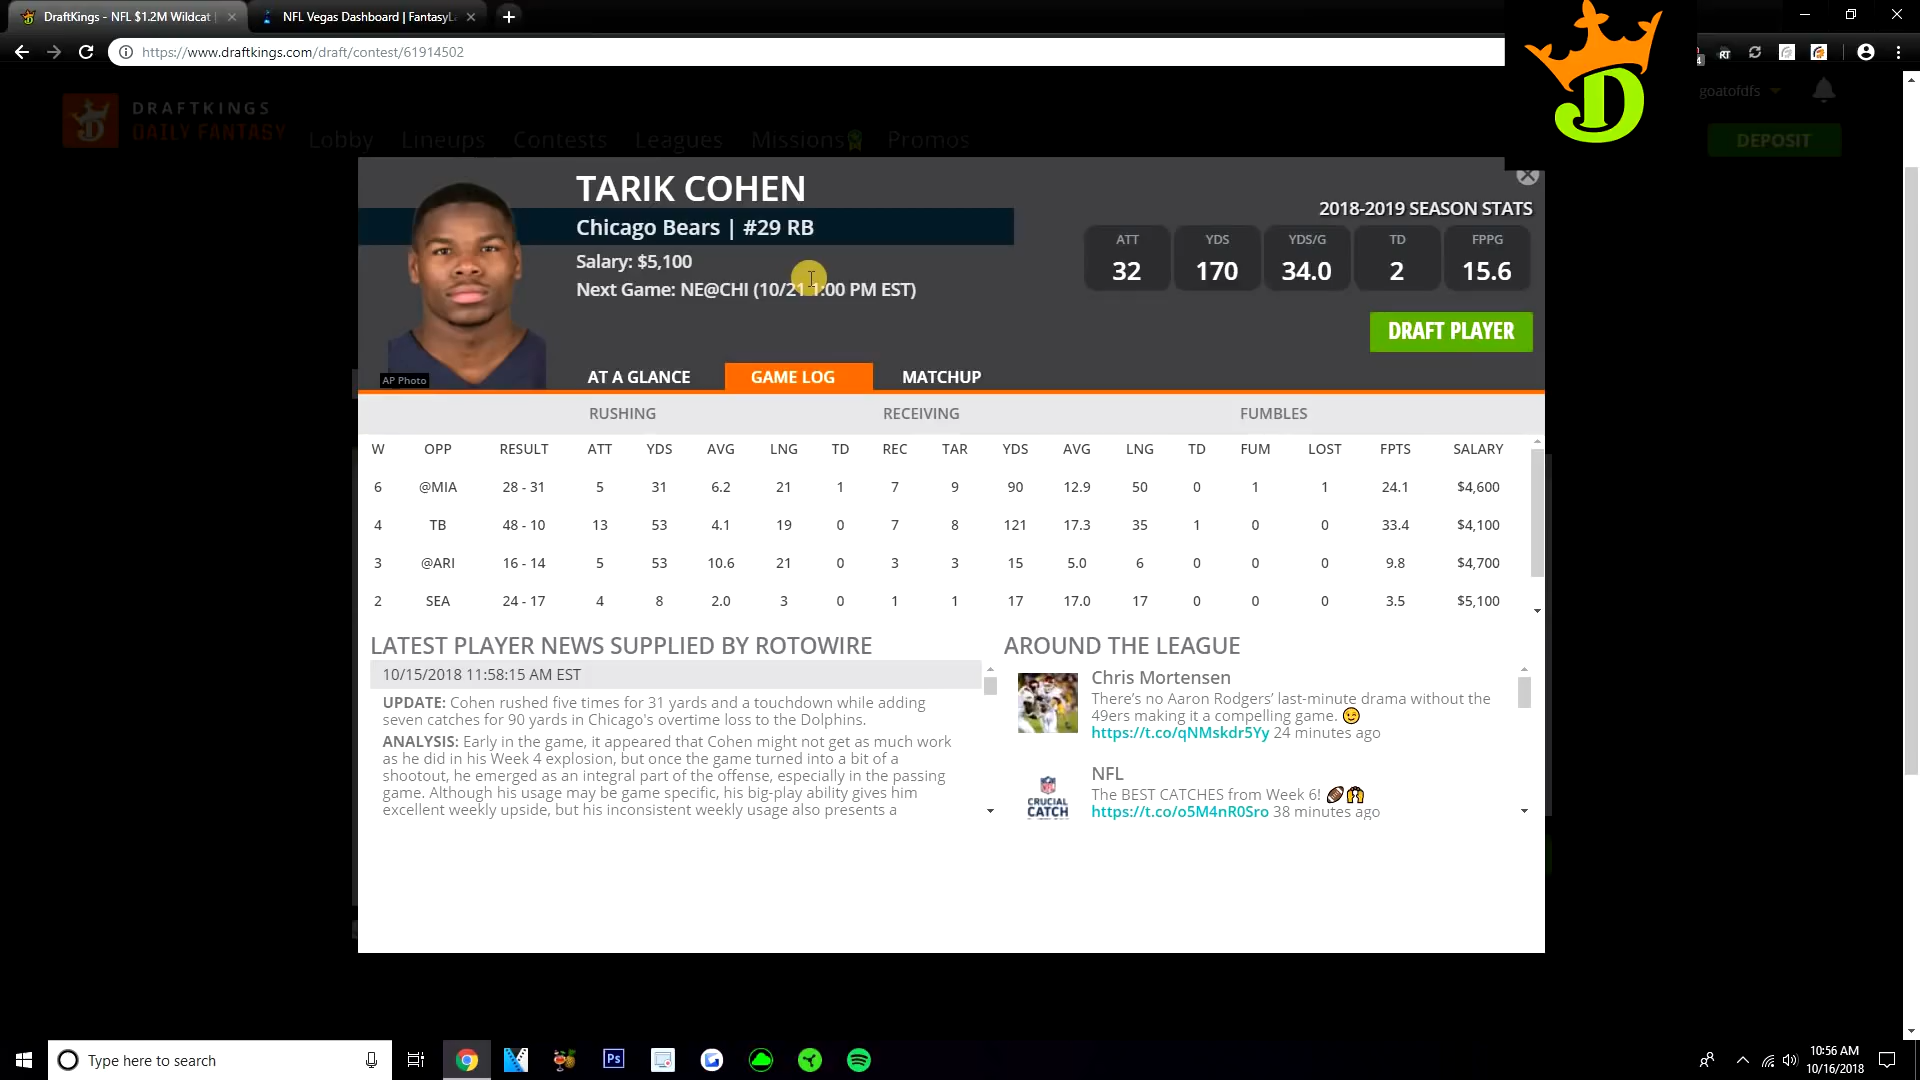 DraftKings - NFL $1.2M Wildcat
NFL Vegas Dashboard | FantasyLa
https://www.draftkings.com/draft/contest/61914502
RT
DRAFTKINGS
DAILY FANTASY
Lobby Lineups Contests Leagues Missions Promos
goatofdfs
DEPOSIT
TARIK COHEN
Chicago Bears | #29 RB
Salary: $5,100
Next Game: NE@CHI (10/21 1:00 PM EST)
AP Photo
2018-2019 SEASON STATS
ATT YDS YDS/G TD FPPG
32 170 34.0 2 15.6
DRAFT PLAYER
AT A GLANCE GAME LOG MATCHUP
RUSHING RECEIVING FUMBLES
W OPP RESULT ATT YDS AVG LNG TD REC TAR YDS AVG LNG TD FUM LOST FPTS SALARY
6 @MIA 28 - 31 5 31 6.2 21 1 7 9 90 12.9 50 0 1 1 24.1 $4,600
4 TB 48 - 10 13 53 4.1 19 0 7 8 121 17.3 35 1 0 0 33.4 $4,100
3 @ARI 16 - 14 5 53 10.6 21 0 3 3 15 5.0 6 0 0 0 9.8 $4,700
2 SEA 24 - 17 4 8 2.0 3 0 1 1 17 17.0 17 0 0 0 3.5 $5,100
LATEST PLAYER NEWS SUPPLIED BY ROTOWIRE
10/15/2018 11:58:15 AM EST
UPDATE: Cohen rushed five times for 31 yards and a touchdown while adding
seven catches for 90 yards in Chicago's overtime loss to the Dolphins.
ANALYSIS: Early in the game, it appeared that Cohen might not get as much work
as he did in his Week 4 explosion, but once the game turned into a bit of a
shootout, he emerged as an integral part of the offense, especially in the passing
game. Although his usage may be game specific, his big-play ability gives him
excellent weekly upside, but his inconsistent weekly usage also presents a
AROUND THE LEAGUE
Chris Mortensen
There's no Aaron Rodgers' last-minute drama without the
49ers making it a compelling game. 😉
https://t.co/qNMskdr5Yy 24 minutes ago
NFL
The BEST CATCHES from Week 6! 🏈🙌
https://t.co/o5M4nR0Sro 38 minutes ago
NFL
CRUCIAL
CATCH
Type here to search
Ps
10:56 AM
10/16/2018